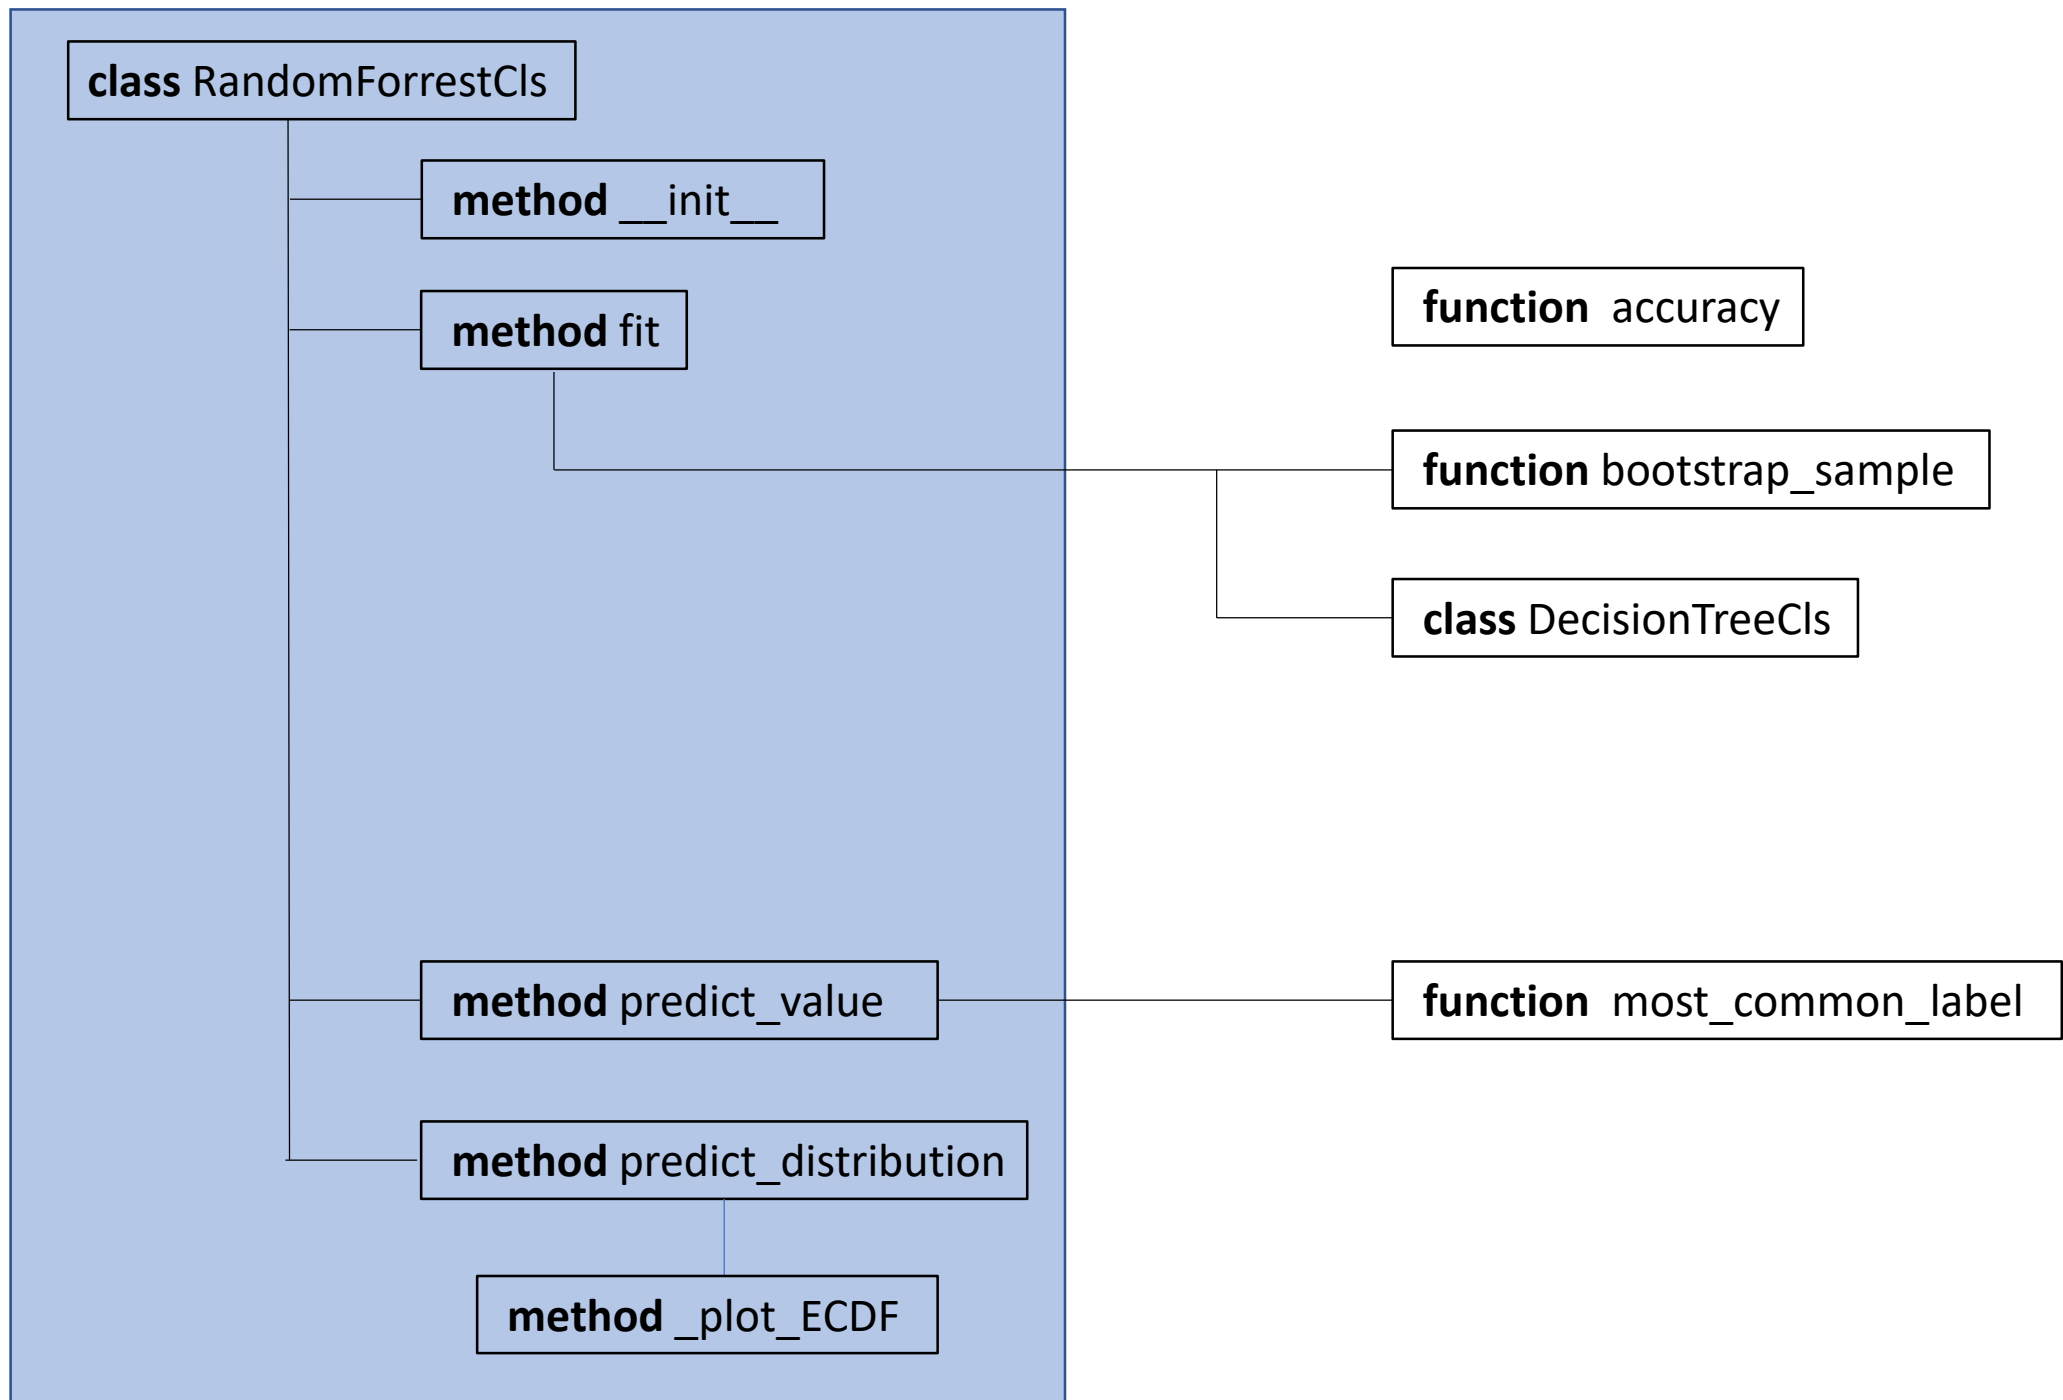 class RandomForrestCls
method __init__
method fit
function accuracy
function bootstrap_sample
class DecisionTreeCls
method predict_value
function most_common_label
method predict_distribution
method _plot_ECDF